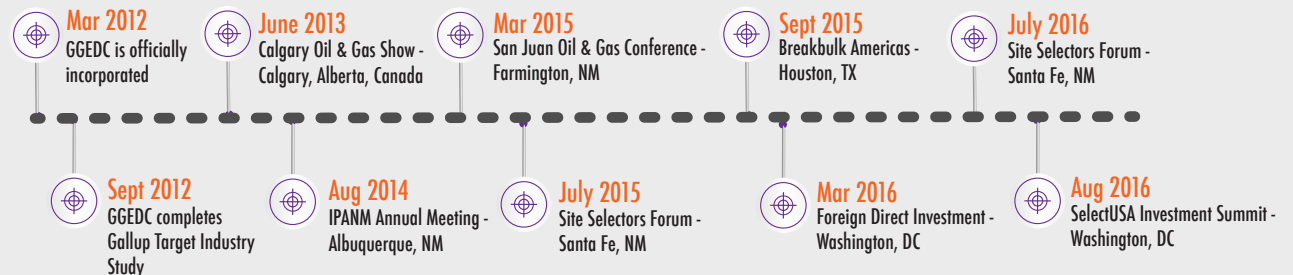 Mar 2012
GGEDC is officially
incorporated
Sept 2012
GGEDC completes
Gallup Target Industry
Study
June 2013
Calgary Oil & Gas Show -
Calgary, Alberta, Canada
Aug 2014
IPANM Annual Meeting -
Albuquerque, NM
Mar 2015
San Juan Oil & Gas Conference -
Farmington, NM
July 2015
Site Selectors Forum -
Santa Fe, NM
Sept 2015
Breakbulk Americas -
Houston, TX
Mar 2016
Foreign Direct Investment -
Washington, DC
July 2016
Site Selectors Forum -
Santa Fe, NM
Aug 2016
SelectUSA Investment Summit -
Washington, DC